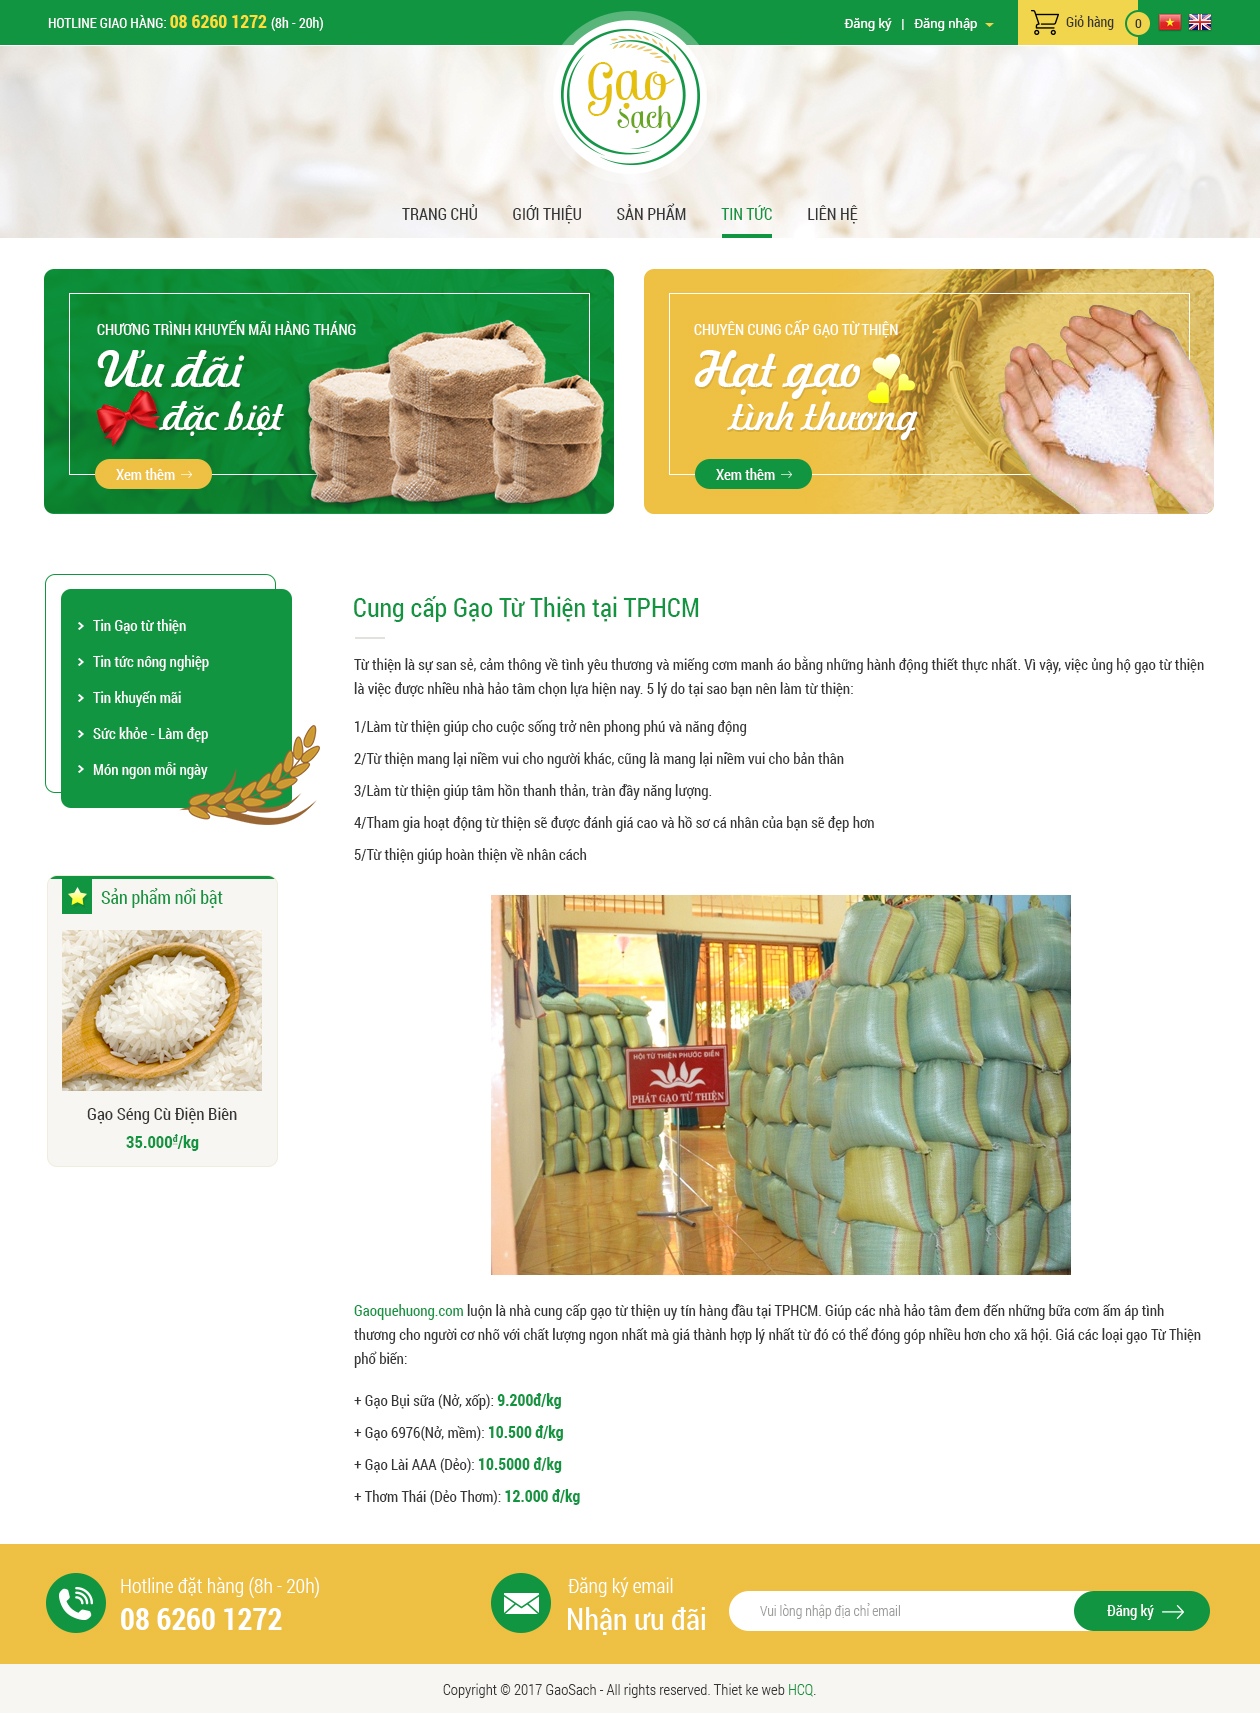 HOTLINE GIAO HÀNG: 08 6260 1272 (8h - 20h)
Đăng ký | Đăng nhập
Giỏ hàng 0
Gao
sạch
TRANG CHỦ GIỚI THIỆU SẢN PHẨM TIN TỨC LIÊN HỆ
CHƯƠNG TRÌNH KHUYẾN MÃI HÀNG THÁNG
Ưu đãi
đặc biệt
Xem thêm
CHUYÊN CUNG CẤP GẠO TỪ THIỆN
Hạt gạo
tình thương
Xem thêm
Tin Gạo từ thiện
Tin tức nông nghiệp
Tin khuyến mãi
Sức khỏe - Làm đẹp
Món ngon mỗi ngày
Sản phẩm nổi bật
Gạo Séng Cù Điện Biên
35.000đ/kg
Cung cấp Gạo Từ Thiện tại TPHCM
Từ thiện là sự san sẻ, cảm thông về tình yêu thương và miếng cơm manh áo bằng những hành động thiết thực nhất. Vì vậy, việc ủng hộ gạo từ thiện
là việc được nhiều nhà hảo tâm chọn lựa hiện nay. 5 lý do tại sao bạn nên làm từ thiện:
1/Làm từ thiện giúp cho cuộc sống trở nên phong phú và năng động
2/Từ thiện mang lại niềm vui cho người khác, cũng là mang lại niềm vui cho bản thân
3/Làm từ thiện giúp tâm hồn thanh thản, tràn đầy năng lượng.
4/Tham gia hoạt động từ thiện sẽ được đánh giá cao và hồ sơ cá nhân của bạn sẽ đẹp hơn
5/Từ thiện giúp hoàn thiện về nhân cách
HỘI TỪ THIỆN PHƯỚC ĐIỀN
PHÁT GẠO TỪ THIỆN
Gaoquehuong.com luộn là nhà cung cấp gạo từ thiện uy tín hàng đầu tại TPHCM. Giúp các nhà hảo tâm đem đến những bữa cơm ấm áp tình
thương cho người cơ nhỡ với chất lượng ngon nhất mà giá thành hợp lý nhất từ đó có thể đóng góp nhiều hơn cho xã hội. Giá các loại gạo Từ Thiện
phổ biến:
+ Gạo Bụi sữa (Nở, xốp): 9.200đ/kg
+ Gạo 6976(Nở, mềm): 10.500 đ/kg
+ Gạo Lài AAA (Dẻo): 10.5000 đ/kg
+ Thơm Thái (Dẻo Thơm): 12.000 đ/kg
Hotline đặt hàng (8h - 20h)
08 6260 1272
Đăng ký email
Nhận ưu đãi
Vui lòng nhập địa chỉ email
Đăng ký
Copyright © 2017 GaoSach - All rights reserved. Thiet ke web HCQ.